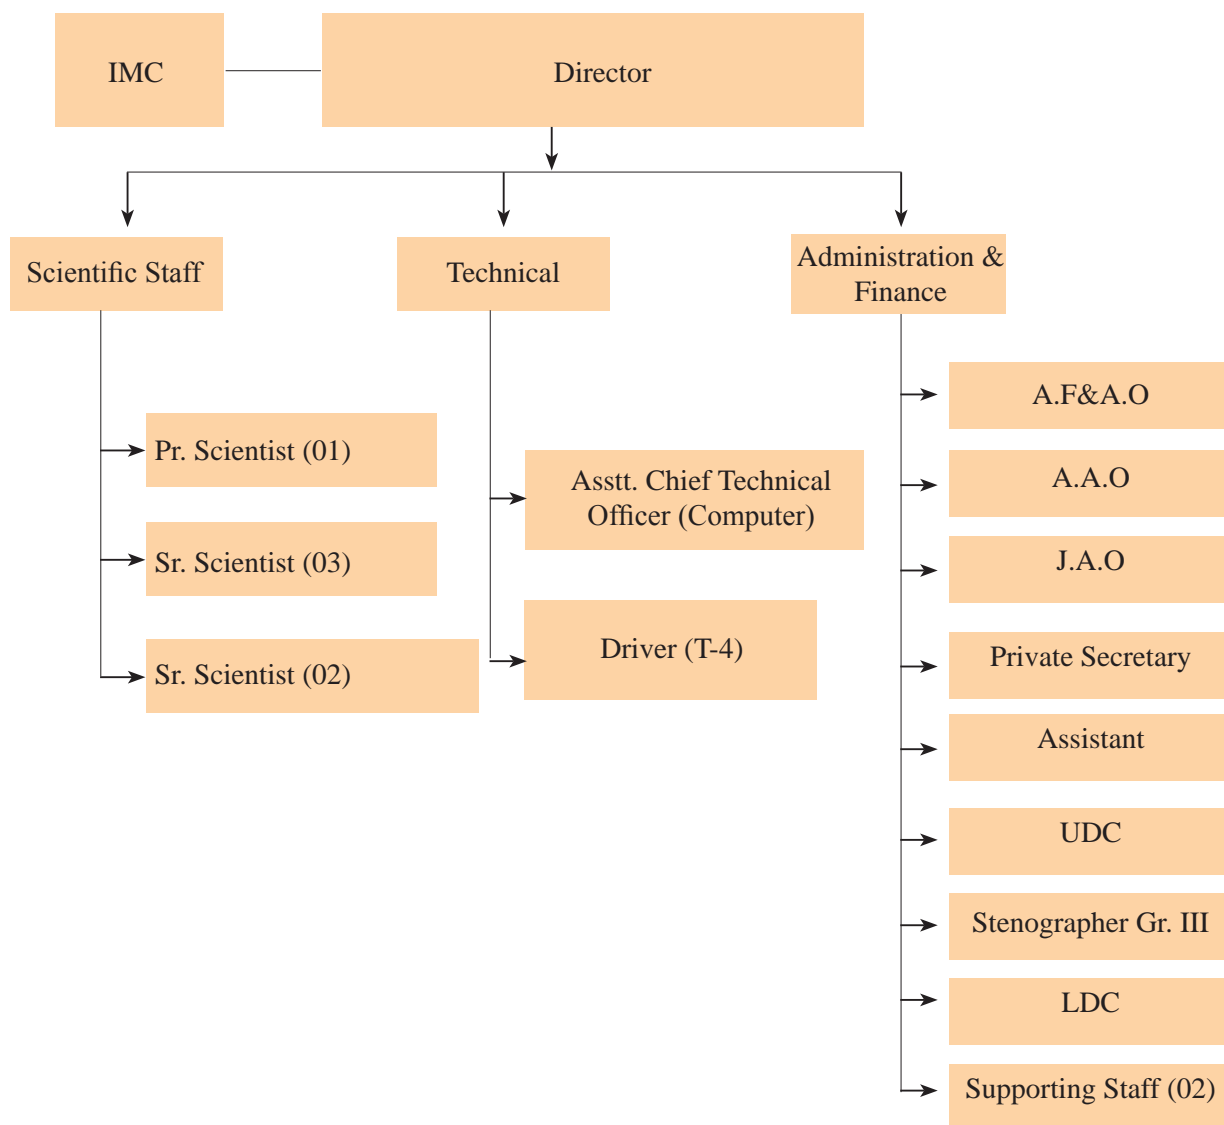 IMC
Director
Scientific Staff
Technical
Administration &
Finance
Pr. Scientist (01)
Sr. Scientist (03)
Sr. Scientist (02)
Asstt. Chief Technical
Officer (Computer)
Driver (T-4)
A.F&A.O
A.A.O
J.A.O
Private Secretary
Assistant
UDC
Stenographer Gr. III
LDC
Supporting Staff (02)